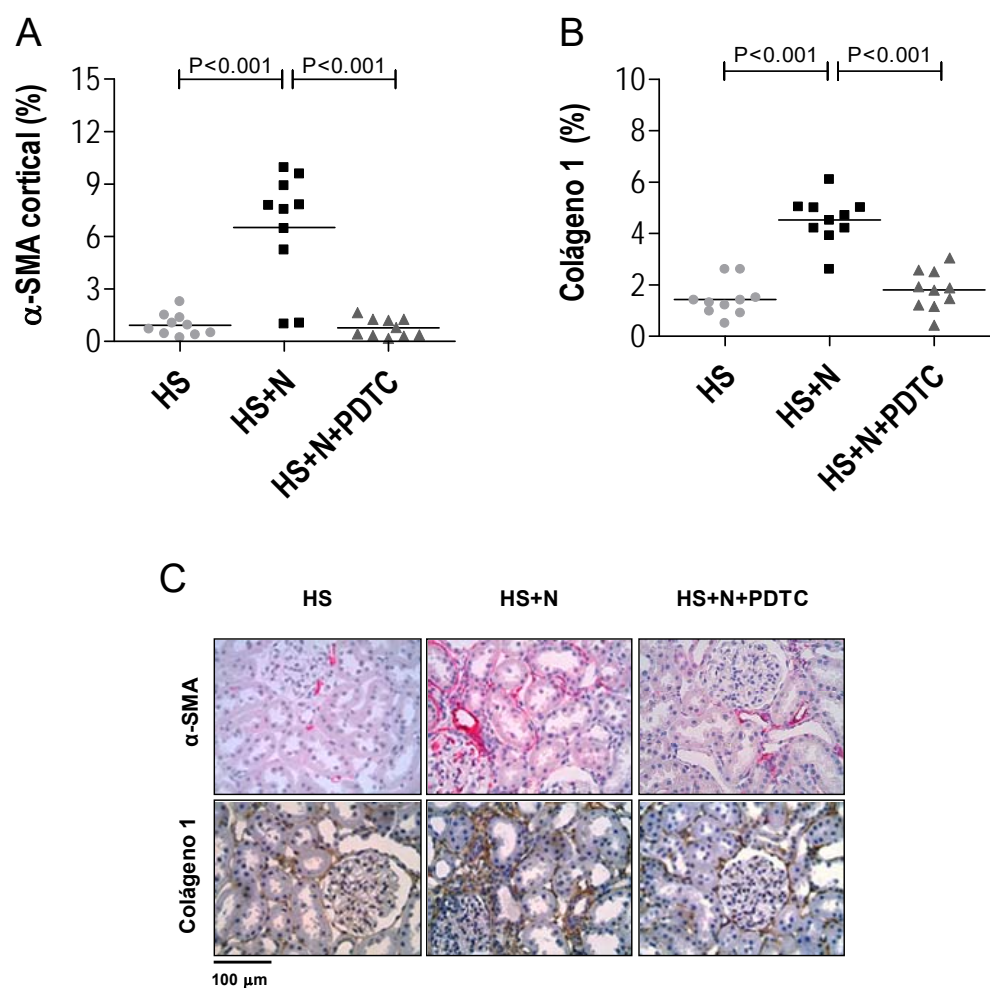 A
B
P<0.001 P<0.001
P<0.001 P<0.001
α-SMA cortical (%)
15
12
9
6
3
0
HS
HS+N
HS+N+PDTC
Colágeno 1 (%)
10
8
6
4
2
0
HS
HS+N
HS+N+PDTC
C
HS HS+N HS+N+PDTC
α-SMA
Colágeno 1
100 µm